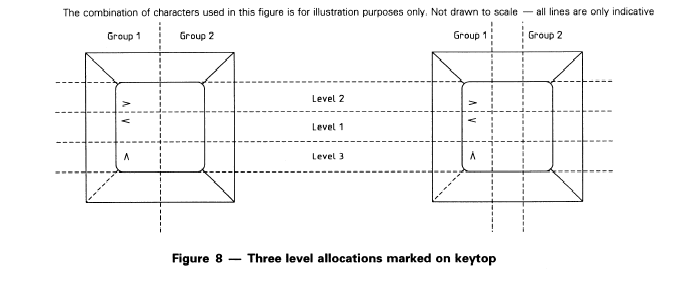 The combination of characters used in this figure is for illustration purposes only. Not drawn to scale — all lines are only indicative
Group 1 Group 2 Group 1 Group 2
> Level 2 >
< Level 1 <
∧ Level 3 ∧
Figure 8 — Three level allocations marked on keytop